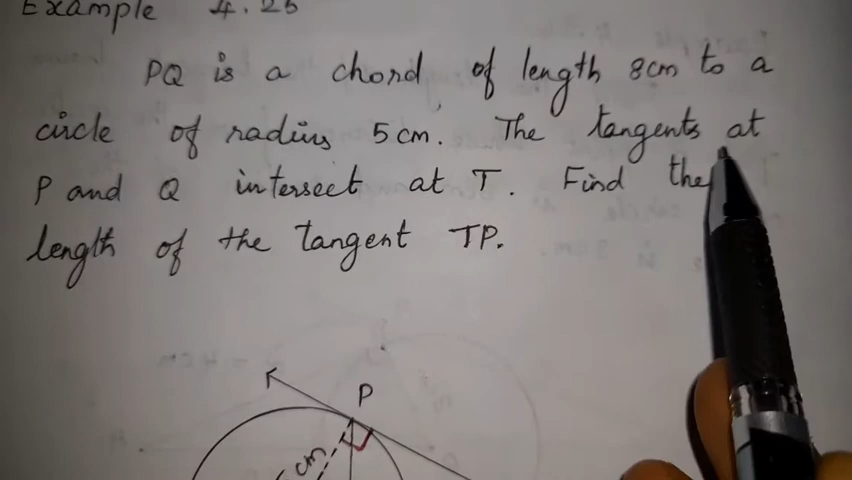 Example 4.25
PQ is a chord of length 8cm to a
circle of radius 5cm. The tangents at
P and Q intersect at T. Find the
length of the tangent TP.
P
5cm